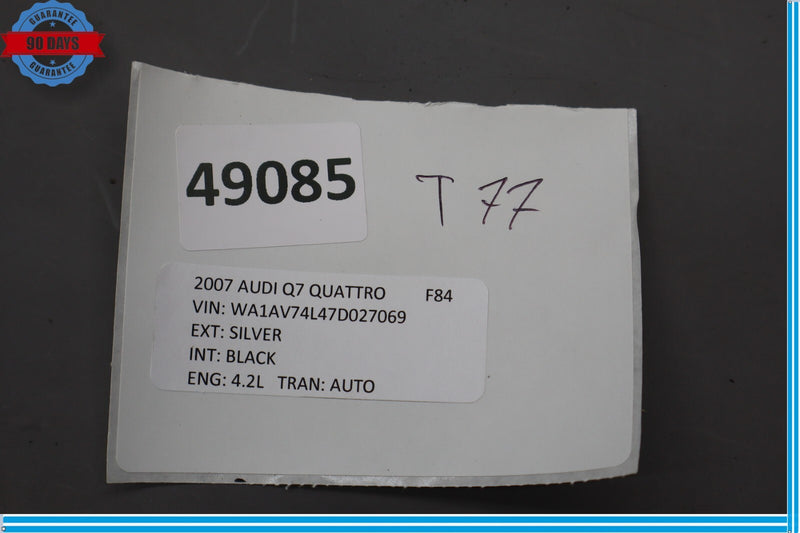 GUARANTEE
90 DAYS
GUARANTEE
49085
T 77
2007 AUDI Q7 QUATTRO F84
VIN: WA1AV74L47D027069
EXT: SILVER
INT: BLACK
ENG: 4.2L TRAN: AUTO